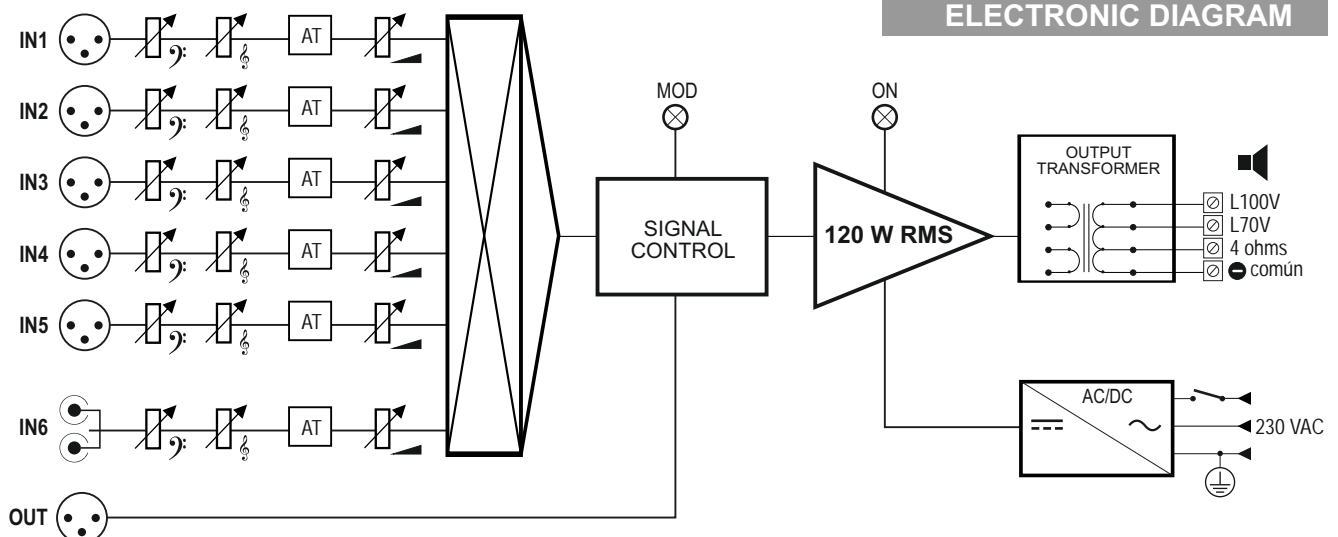 ELECTRONIC DIAGRAM
IN1
AT
IN2
AT
IN3
AT
IN4
AT
IN5
AT
IN6
AT
OUT
MOD
SIGNAL
CONTROL
ON
120 W RMS
OUTPUT
TRANSFORMER
L100V
L70V
4 ohms
común
AC/DC
230 VAC